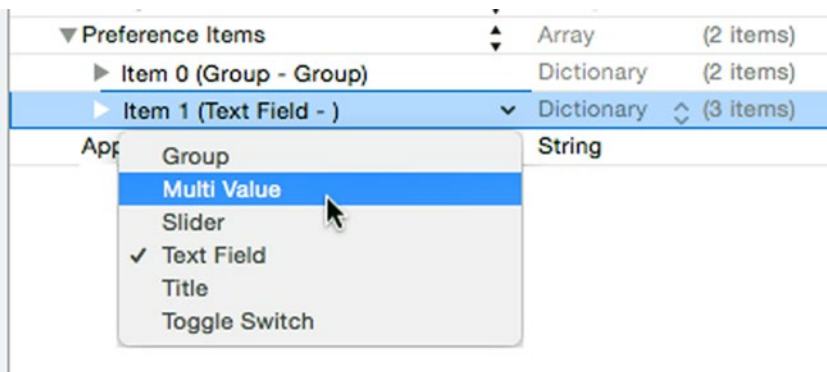 Preference Items Array (2 items)
Item 0 (Group - Group) Dictionary (2 items)
Item 1 (Text Field - ) Dictionary (3 items)
App String
Group
Multi Value
Slider
✓ Text Field
Title
Toggle Switch